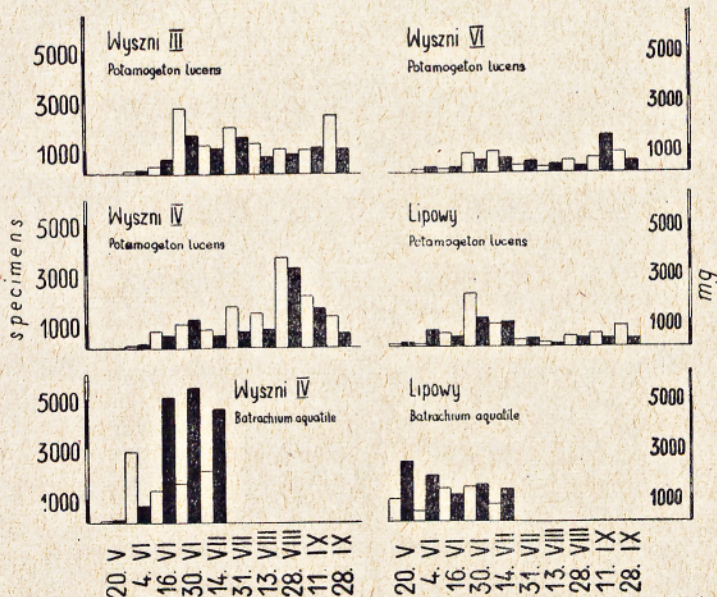 specimens
5000
3000
1000
Wyszni III
Potamogeton lucens
Wyszni VI
Potamogeton lucens
5000
3000
1000
5000
3000
1000
Wyszni IV
Potamogeton lucens
Lipowy
Potamogeton lucens
5000
3000
1000
mg
5000
3000
1000
Wyszni IV
Batrachium aquatile
Lipowy
Batrachium aquatile
5000
3000
1000
20. V
4. VI
16. VI
30. VI
14. VII
31. VII
13. VIII
28. VIII
11. IX
28. IX
20. V
4. VI
16. VI
30. VI
14. VII
31. VII
13. VIII
28. VIII
11. IX
28. IX